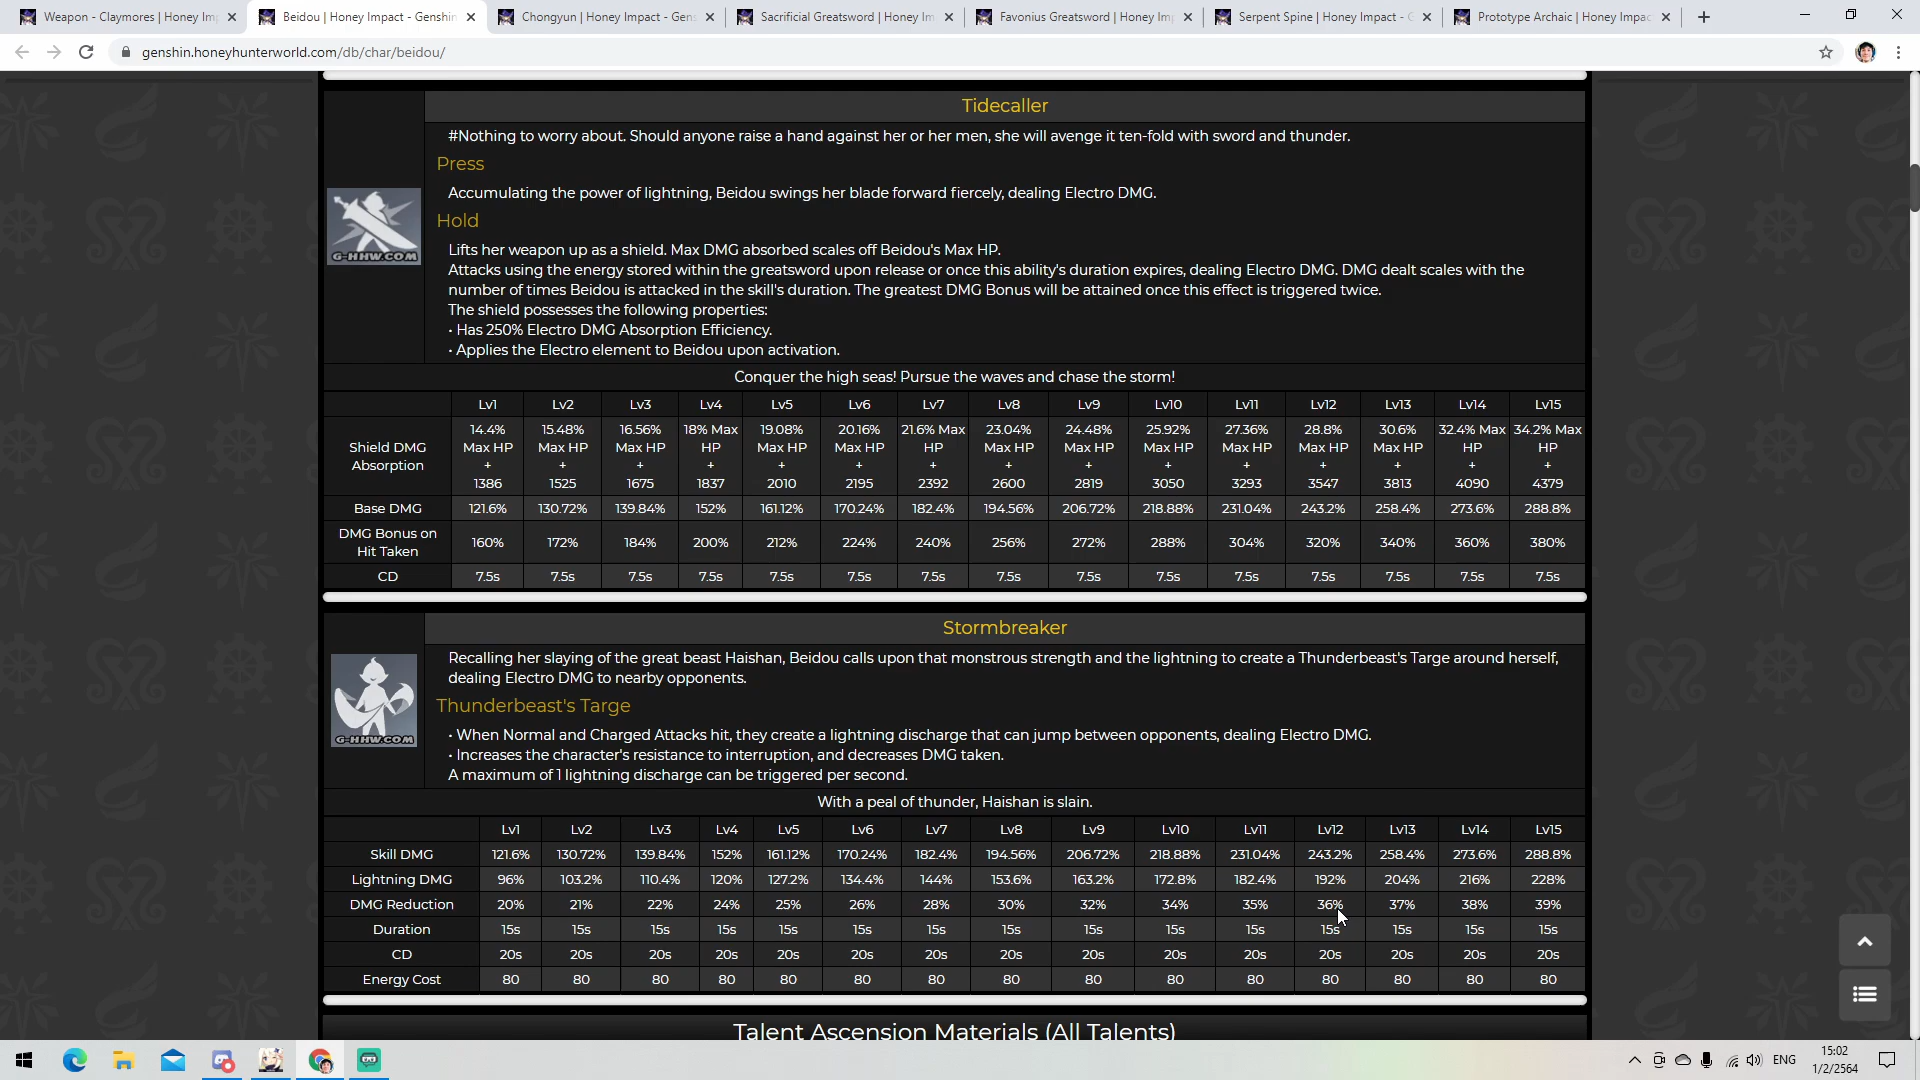 Weapon - Claymores | Honey Im
Beidou | Honey Impact - Genshin
Chongyun | Honey Impact - Gens
Sacrificial Greatsword | Honey Im
Favonius Greatsword | Honey Imp
Serpent Spine | Honey Impact - G
Prototype Archaic | Honey Impac
genshin.honeyhunterworld.com/db/char/beidou/
Tidecaller
#Nothing to worry about. Should anyone raise a hand against her or her men, she will avenge it ten-fold with sword and thunder.
Press
Accumulating the power of lightning, Beidou swings her blade forward fiercely, dealing Electro DMG.
Hold
Lifts her weapon up as a shield. Max DMG absorbed scales off Beidou's Max HP.
Attacks using the energy stored within the greatsword upon release or once this ability's duration expires, dealing Electro DMG. DMG dealt scales with the
number of times Beidou is attacked in the skill's duration. The greatest DMG Bonus will be attained once this effect is triggered twice.
The shield possesses the following properties:
• Has 250% Electro DMG Absorption Efficiency.
• Applies the Electro element to Beidou upon activation.
G-HHW.COM
Conquer the high seas! Pursue the waves and chase the storm!
Lv1 Lv2 Lv3 Lv4 Lv5 Lv6 Lv7 Lv8 Lv9 Lv10 Lv11 Lv12 Lv13 Lv14 Lv15
Shield DMG Absorption
14.4% 15.48% 16.56% 18% Max 19.08% 20.16% 21.6% Max 23.04% 24.48% 25.92% 27.36% 28.8% 30.6% 32.4% Max 34.2% Max
Max HP Max HP Max HP HP Max HP Max HP HP Max HP Max HP Max HP Max HP Max HP Max HP HP HP
+ + + + + + + + + + + + + + +
1386 1525 1675 1837 2010 2195 2392 2600 2819 3050 3293 3547 3813 4090 4379
Base DMG 121.6% 130.72% 139.84% 152% 161.12% 170.24% 182.4% 194.56% 206.72% 218.88% 231.04% 243.2% 258.4% 273.6% 288.8%
DMG Bonus on Hit Taken 160% 172% 184% 200% 212% 224% 240% 256% 272% 288% 304% 320% 340% 360% 380%
CD 7.5s 7.5s 7.5s 7.5s 7.5s 7.5s 7.5s 7.5s 7.5s 7.5s 7.5s 7.5s 7.5s 7.5s 7.5s
Stormbreaker
Recalling her slaying of the great beast Haishan, Beidou calls upon that monstrous strength and the lightning to create a Thunderbeast's Targe around herself,
dealing Electro DMG to nearby opponents.
Thunderbeast's Targe
• When Normal and Charged Attacks hit, they create a lightning discharge that can jump between opponents, dealing Electro DMG.
• Increases the character's resistance to interruption, and decreases DMG taken.
A maximum of 1 lightning discharge can be triggered per second.
G-HHW.COM
With a peal of thunder, Haishan is slain.
Lv1 Lv2 Lv3 Lv4 Lv5 Lv6 Lv7 Lv8 Lv9 Lv10 Lv11 Lv12 Lv13 Lv14 Lv15
Skill DMG 121.6% 130.72% 139.84% 152% 161.12% 170.24% 182.4% 194.56% 206.72% 218.88% 231.04% 243.2% 258.4% 273.6% 288.8%
Lightning DMG 96% 103.2% 110.4% 120% 127.2% 134.4% 144% 153.6% 163.2% 172.8% 182.4% 192% 204% 216% 228%
DMG Reduction 20% 21% 22% 24% 25% 26% 28% 30% 32% 34% 35% 36% 37% 38% 39%
Duration 15s 15s 15s 15s 15s 15s 15s 15s 15s 15s 15s 15s 15s 15s 15s
CD 20s 20s 20s 20s 20s 20s 20s 20s 20s 20s 20s 20s 20s 20s 20s
Energy Cost 80 80 80 80 80 80 80 80 80 80 80 80 80 80 80
Talent Ascension Materials (All Talents)
ENG
15:02
1/2/2564